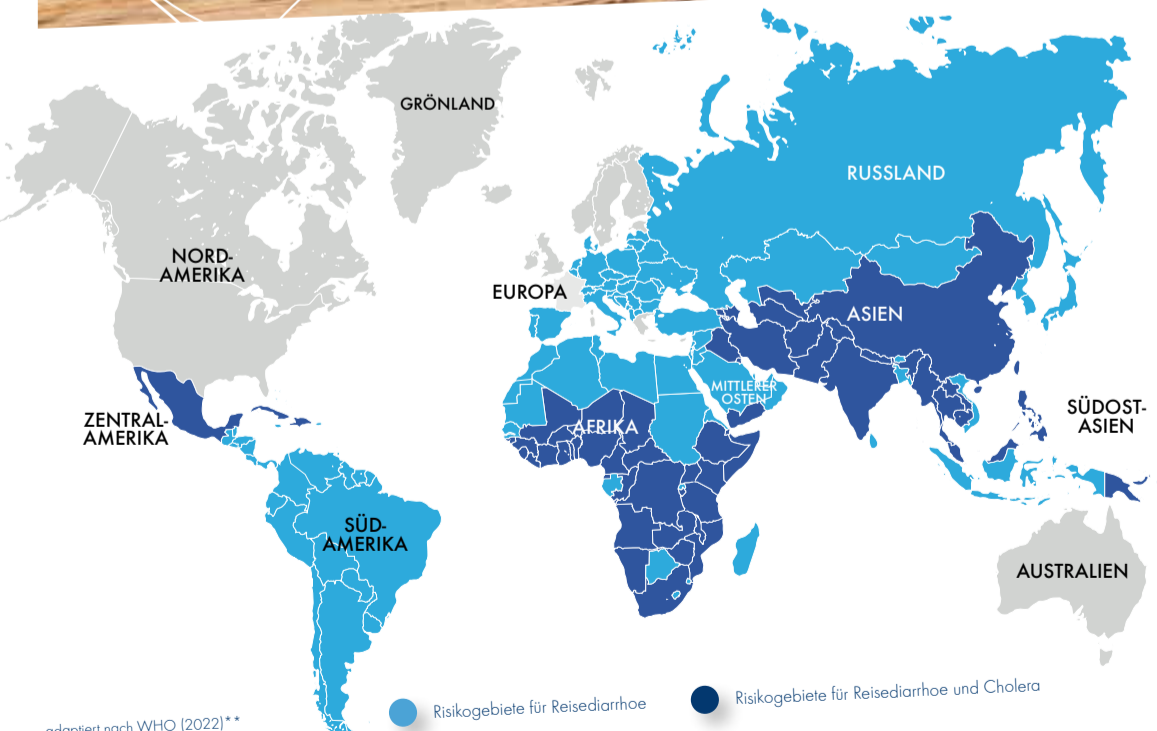 GRÖNLAND
RUSSLAND
NORD-
AMERIKA
EUROPA
ASIEN
MITTLERER
OSTEN
ZENTRAL-
AMERIKA
AFRIKA
SÜDOST-
ASIEN
SÜD-
AMERIKA
AUSTRALIEN
Risikogebiete für Reisediarrhoe
Risikogebiete für Reisediarrhoe und Cholera
adaptiert nach WHO (2022)**